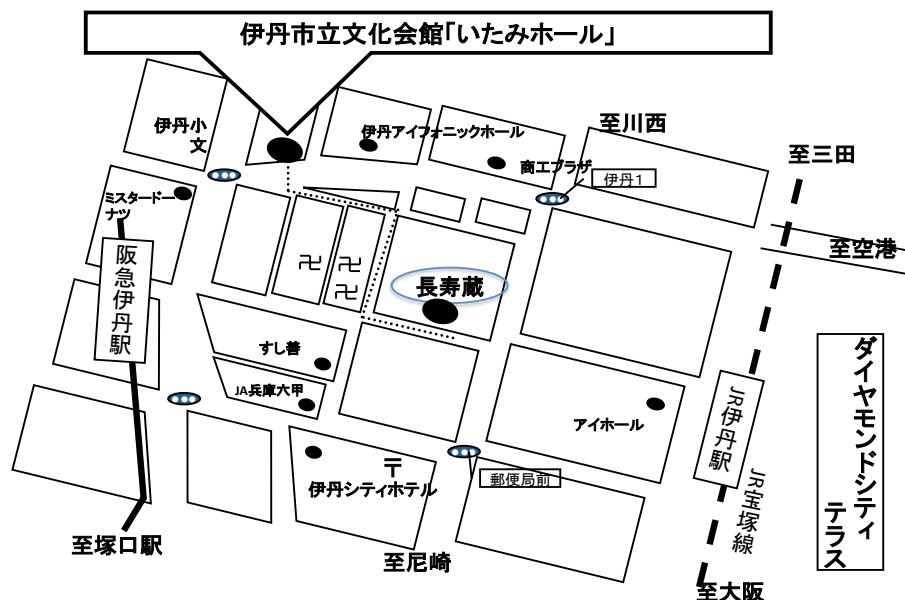 伊丹市立文化会館「いたみホール」
至川西
伊丹小
文
伊丹アイフォニックホール
至三田
商工プラザ
伊丹１
ミスタードー
ナツ
卍
卍
卍
至空港
阪急伊丹駅
長寿蔵
すし善
JA兵庫六甲
アイホール
JR伊丹駅
ダイヤモンドシティ
テラス
〒
伊丹シティホテル
郵便局前
JR宝塚線
至塚口駅
至尼崎
至大阪